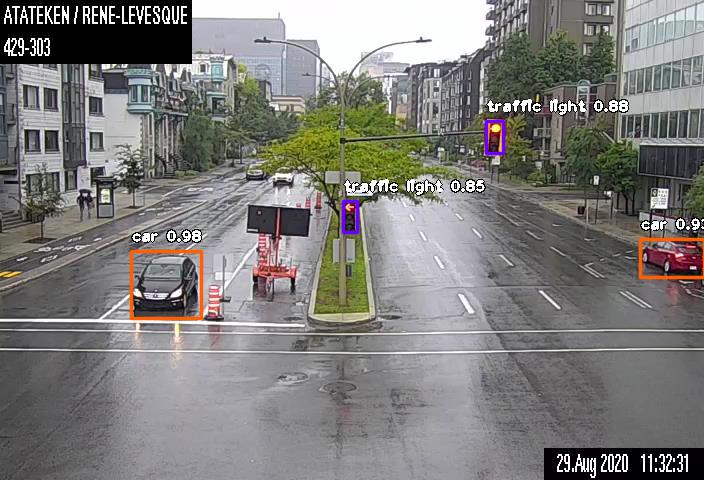 ATATEKEN / RENE-LEVESQUE
429-303
traffic light 0.88
traffic light 0.85
car 0.98
car 0.93
29.Aug 2020 11:32:31